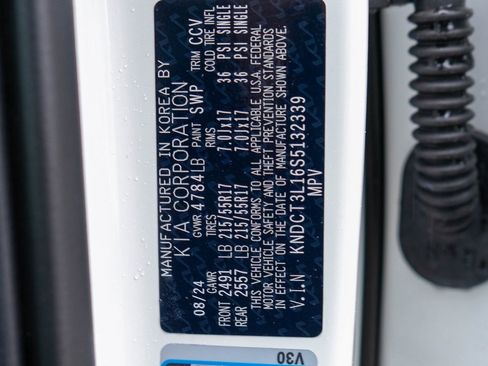 MANUFACTURED IN KOREA BY
KIA CORPORATION
08/24 GVWR 4784LB PAINT SWP TRIM CCV
GAWR TIRES RIMS COLD TIRE INFL
FRONT 2491 LB 215/55R17 7.0JX17 36 PSI SINGLE
REAR 2557 LB 215/55R17 7.0JX17 36 PSI SINGLE
THIS VEHICLE CONFORMS TO ALL APPLICABLE U.S.A FEDERAL
MOTOR VEHICLE SAFETY AND THEFT PREVENTION STANDARDS
IN EFFECT ON THE DATE OF MANUFACTURE SHOWN ABOVE.
V.I.N KNDCT3L16S5132339
MPV
V30